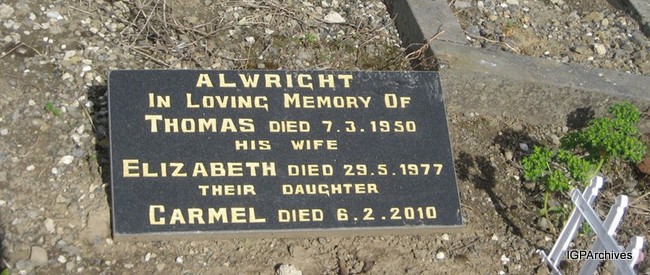 ALWRIGHT
IN LOVING MEMORY OF
THOMAS DIED 7.3.1950
HIS WIFE
ELIZABETH DIED 29.5.1977
THEIR DAUGHTER
CARMEL DIED 6.2.2010
IGPArchives